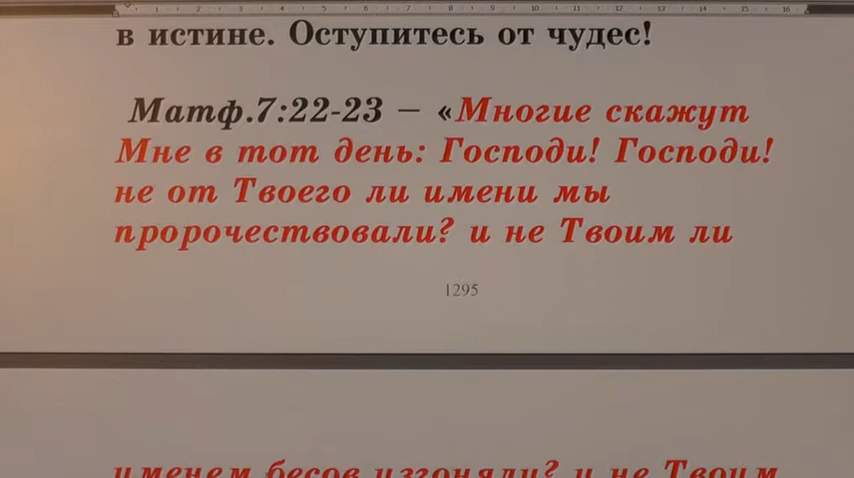 в истине. Оступитесь от чудес!
Матф.7:22-23 – «Многие скажут
Мне в тот день: Господи! Господи!
не от Твоего ли имени мы
пророчествовали? и не Твоим ли
1295
именем бесов изгоняли? и не Твоим